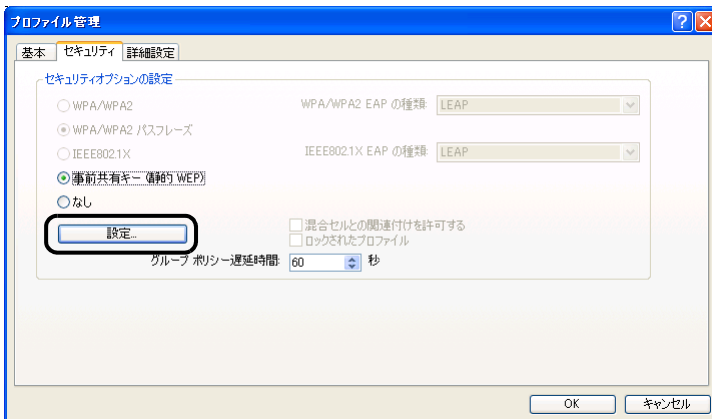 プロファイル管理
基本 セキュリティ 詳細設定
セキュリティオプションの設定
WPA/WPA2 WPA/WPA2 EAP の種類: LEAP
WPA/WPA2 パスフレーズ
IEEE802.1X IEEE802.1X EAP の種類: LEAP
事前共有キー (静的 WEP)
なし
設定... 混合セルとの関連付けを許可する
ロックされたプロファイル
グループ ポリシー遅延時間: 60 秒
OK キャンセル